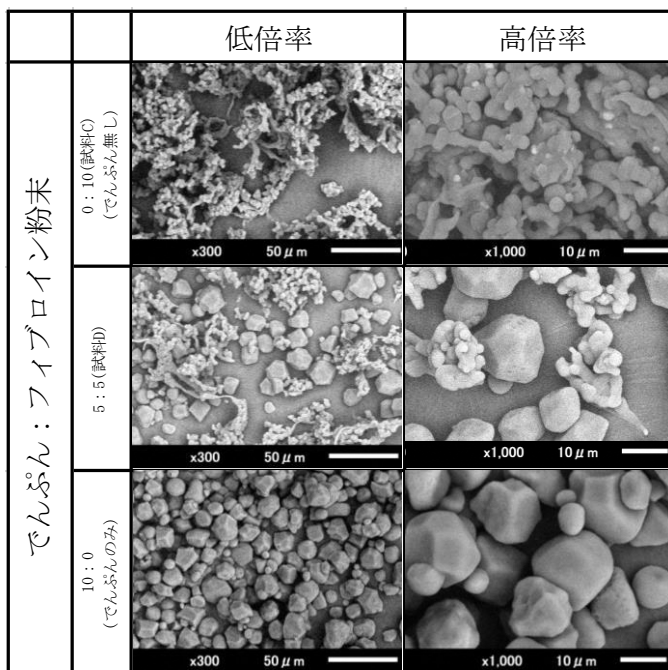 低倍率
高倍率
でんぷん：フィブロイン粉末
0：10(試料C)
(でんぷん無し)
x300 50μm
x1,000 10μm
5：5(試料D)
x300 50μm
x1,000 10μm
10：0
(でんぷんのみ)
x300 50μm
x1,000 10μm